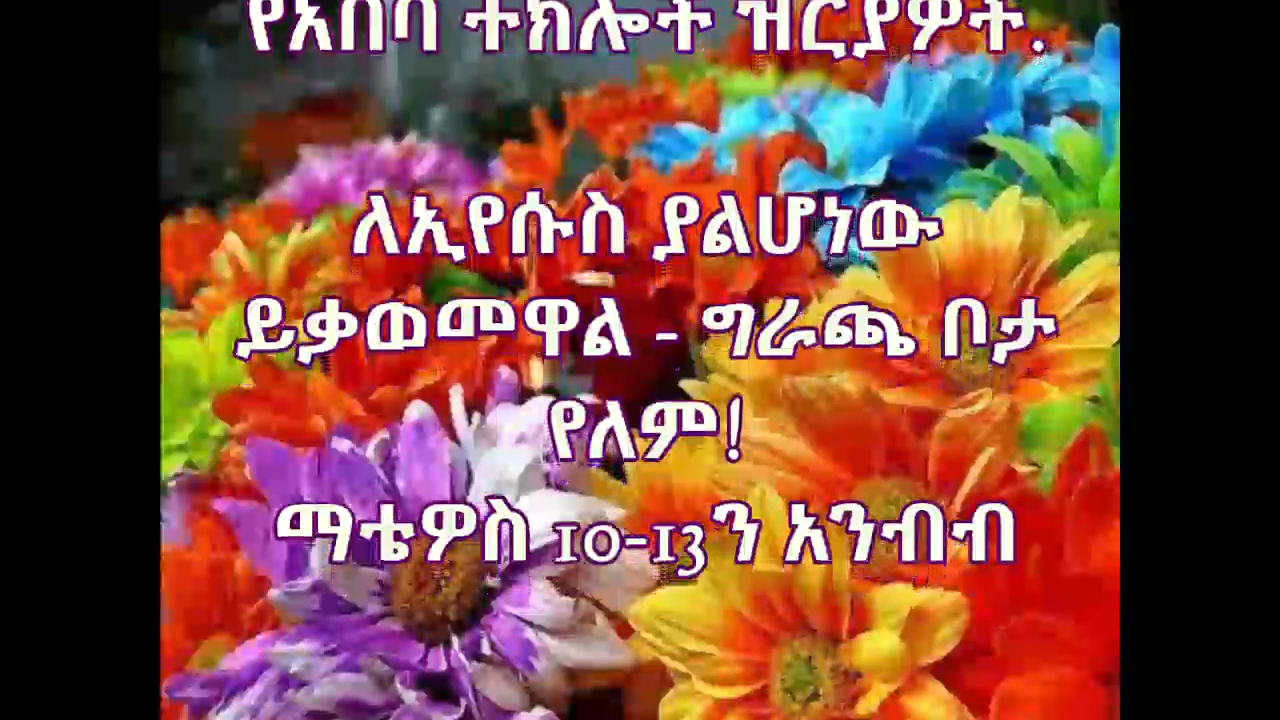 የአበባ ተክሎች ዝርያዎች.
ለኢየሱስ ያልሆነው
ይቃወመዋል - ግራጫ ቦታ
የለም!
ማቴዎስ 10-13ን አንብብ